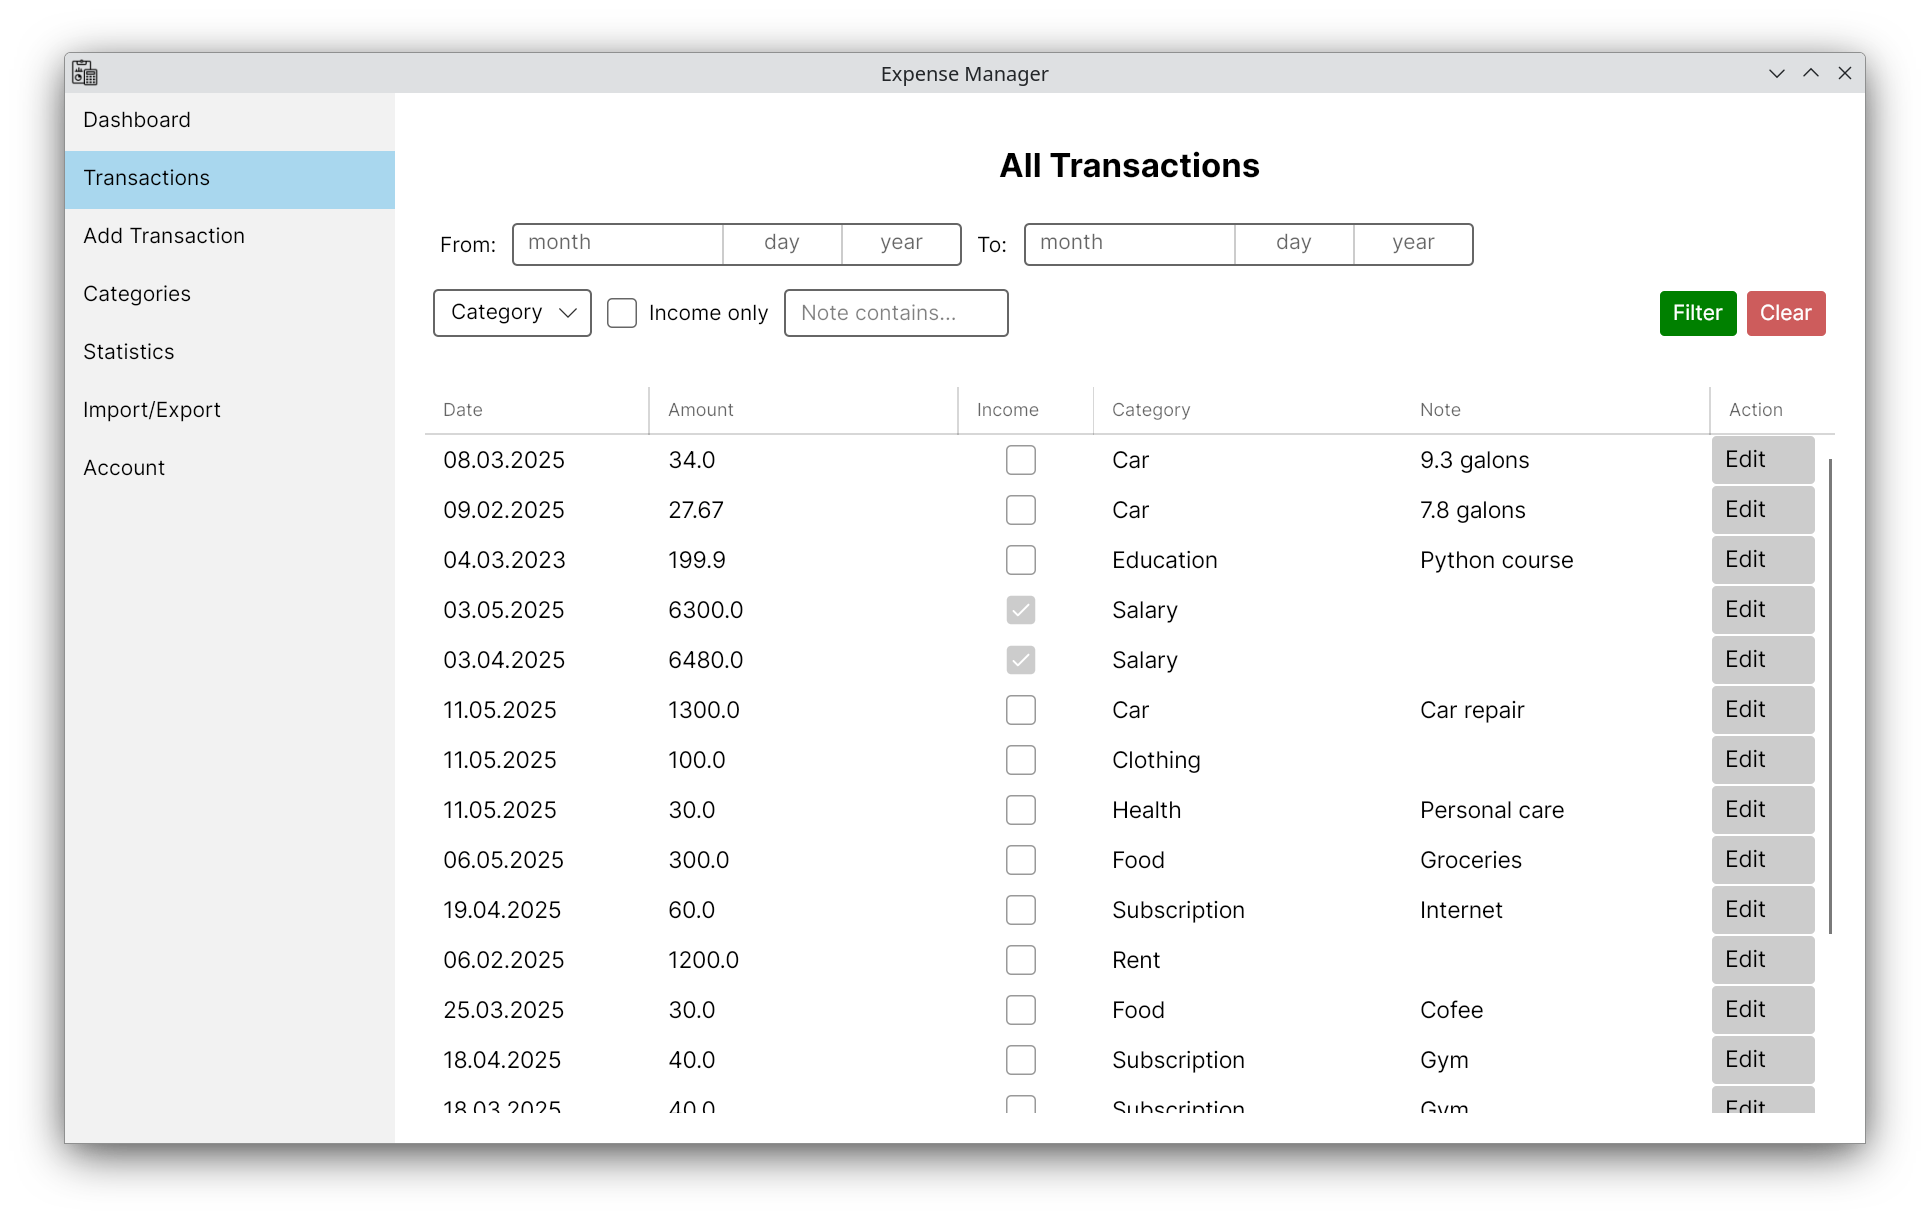 Expense Manager
Dashboard
Transactions
Add Transaction
Categories
Statistics
Import/Export
Account
All Transactions
From: month day year To: month day year
Category Income only Note contains... Filter Clear
Date Amount Income Category Note Action
08.03.2025 34.0 Car 9.3 galons Edit
09.02.2025 27.67 Car 7.8 galons Edit
04.03.2023 199.9 Education Python course Edit
03.05.2025 6300.0 Salary Edit
03.04.2025 6480.0 Salary Edit
11.05.2025 1300.0 Car Car repair Edit
11.05.2025 100.0 Clothing Edit
11.05.2025 30.0 Health Personal care Edit
06.05.2025 300.0 Food Groceries Edit
19.04.2025 60.0 Subscription Internet Edit
06.02.2025 1200.0 Rent Edit
25.03.2025 30.0 Food Cofee Edit
18.04.2025 40.0 Subscription Gym Edit
18.03.2025 40.0 Subscription Gym Edit